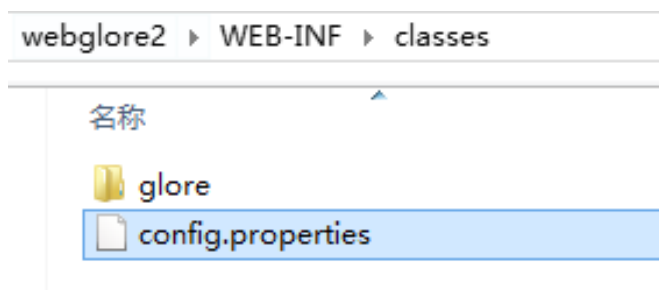 webglore2 ▸ WEB-INF ▸ classes
名称
glore
config.properties